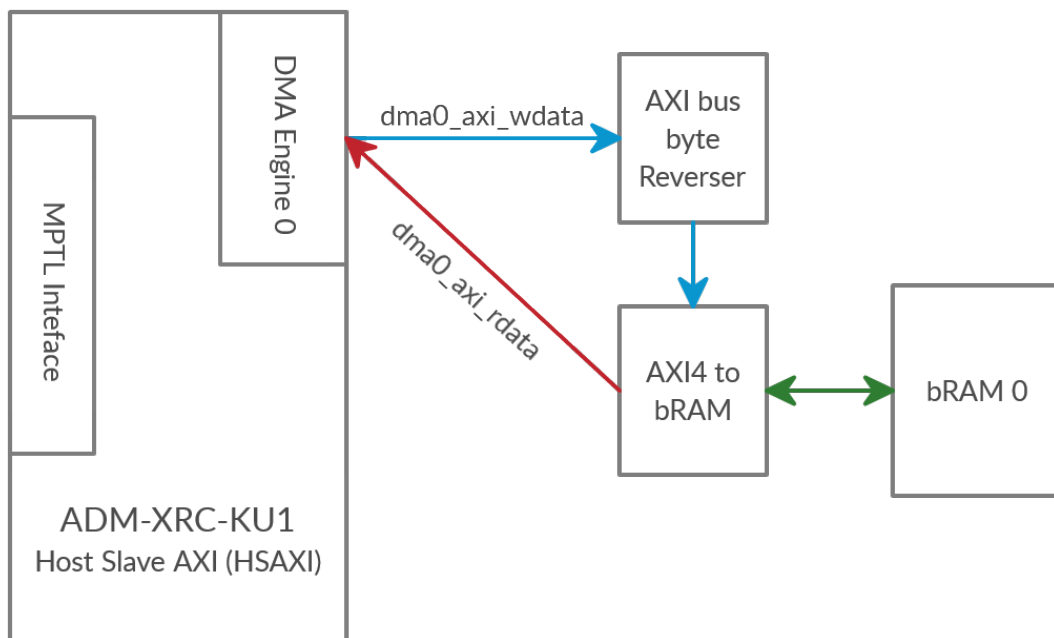 DMA Engine 0
MPTL Inteface
ADM-XRC-KU1
Host Slave AXI (HSAXI)
dma0_axi_wdata
dma0_axi_rdata
AXI bus
byte
Reverser
AXI4 to
bRAM
bRAM 0